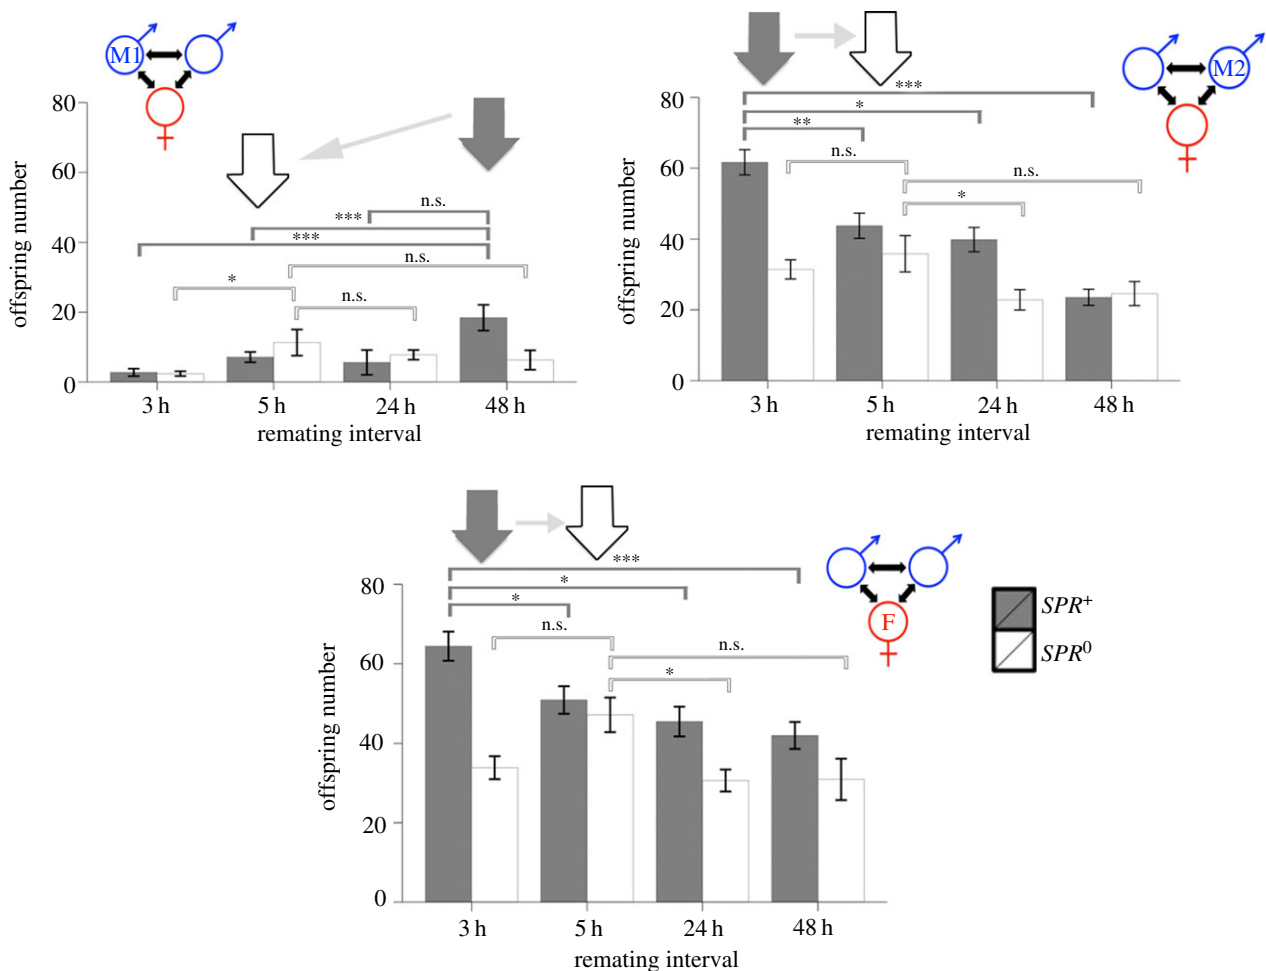 M1
offspring number
80
60
40
20
0
n.s.
***
***
n.s.
*
n.s.
3 h 5 h 24 h 48 h
remating interval
M2
offspring number
80
60
40
20
0
***
*
**
n.s.
n.s.
*
3 h 5 h 24 h 48 h
remating interval
F
offspring number
80
60
40
20
0
***
*
*
n.s.
n.s.
*
3 h 5 h 24 h 48 h
remating interval
SPR⁺
SPR⁰